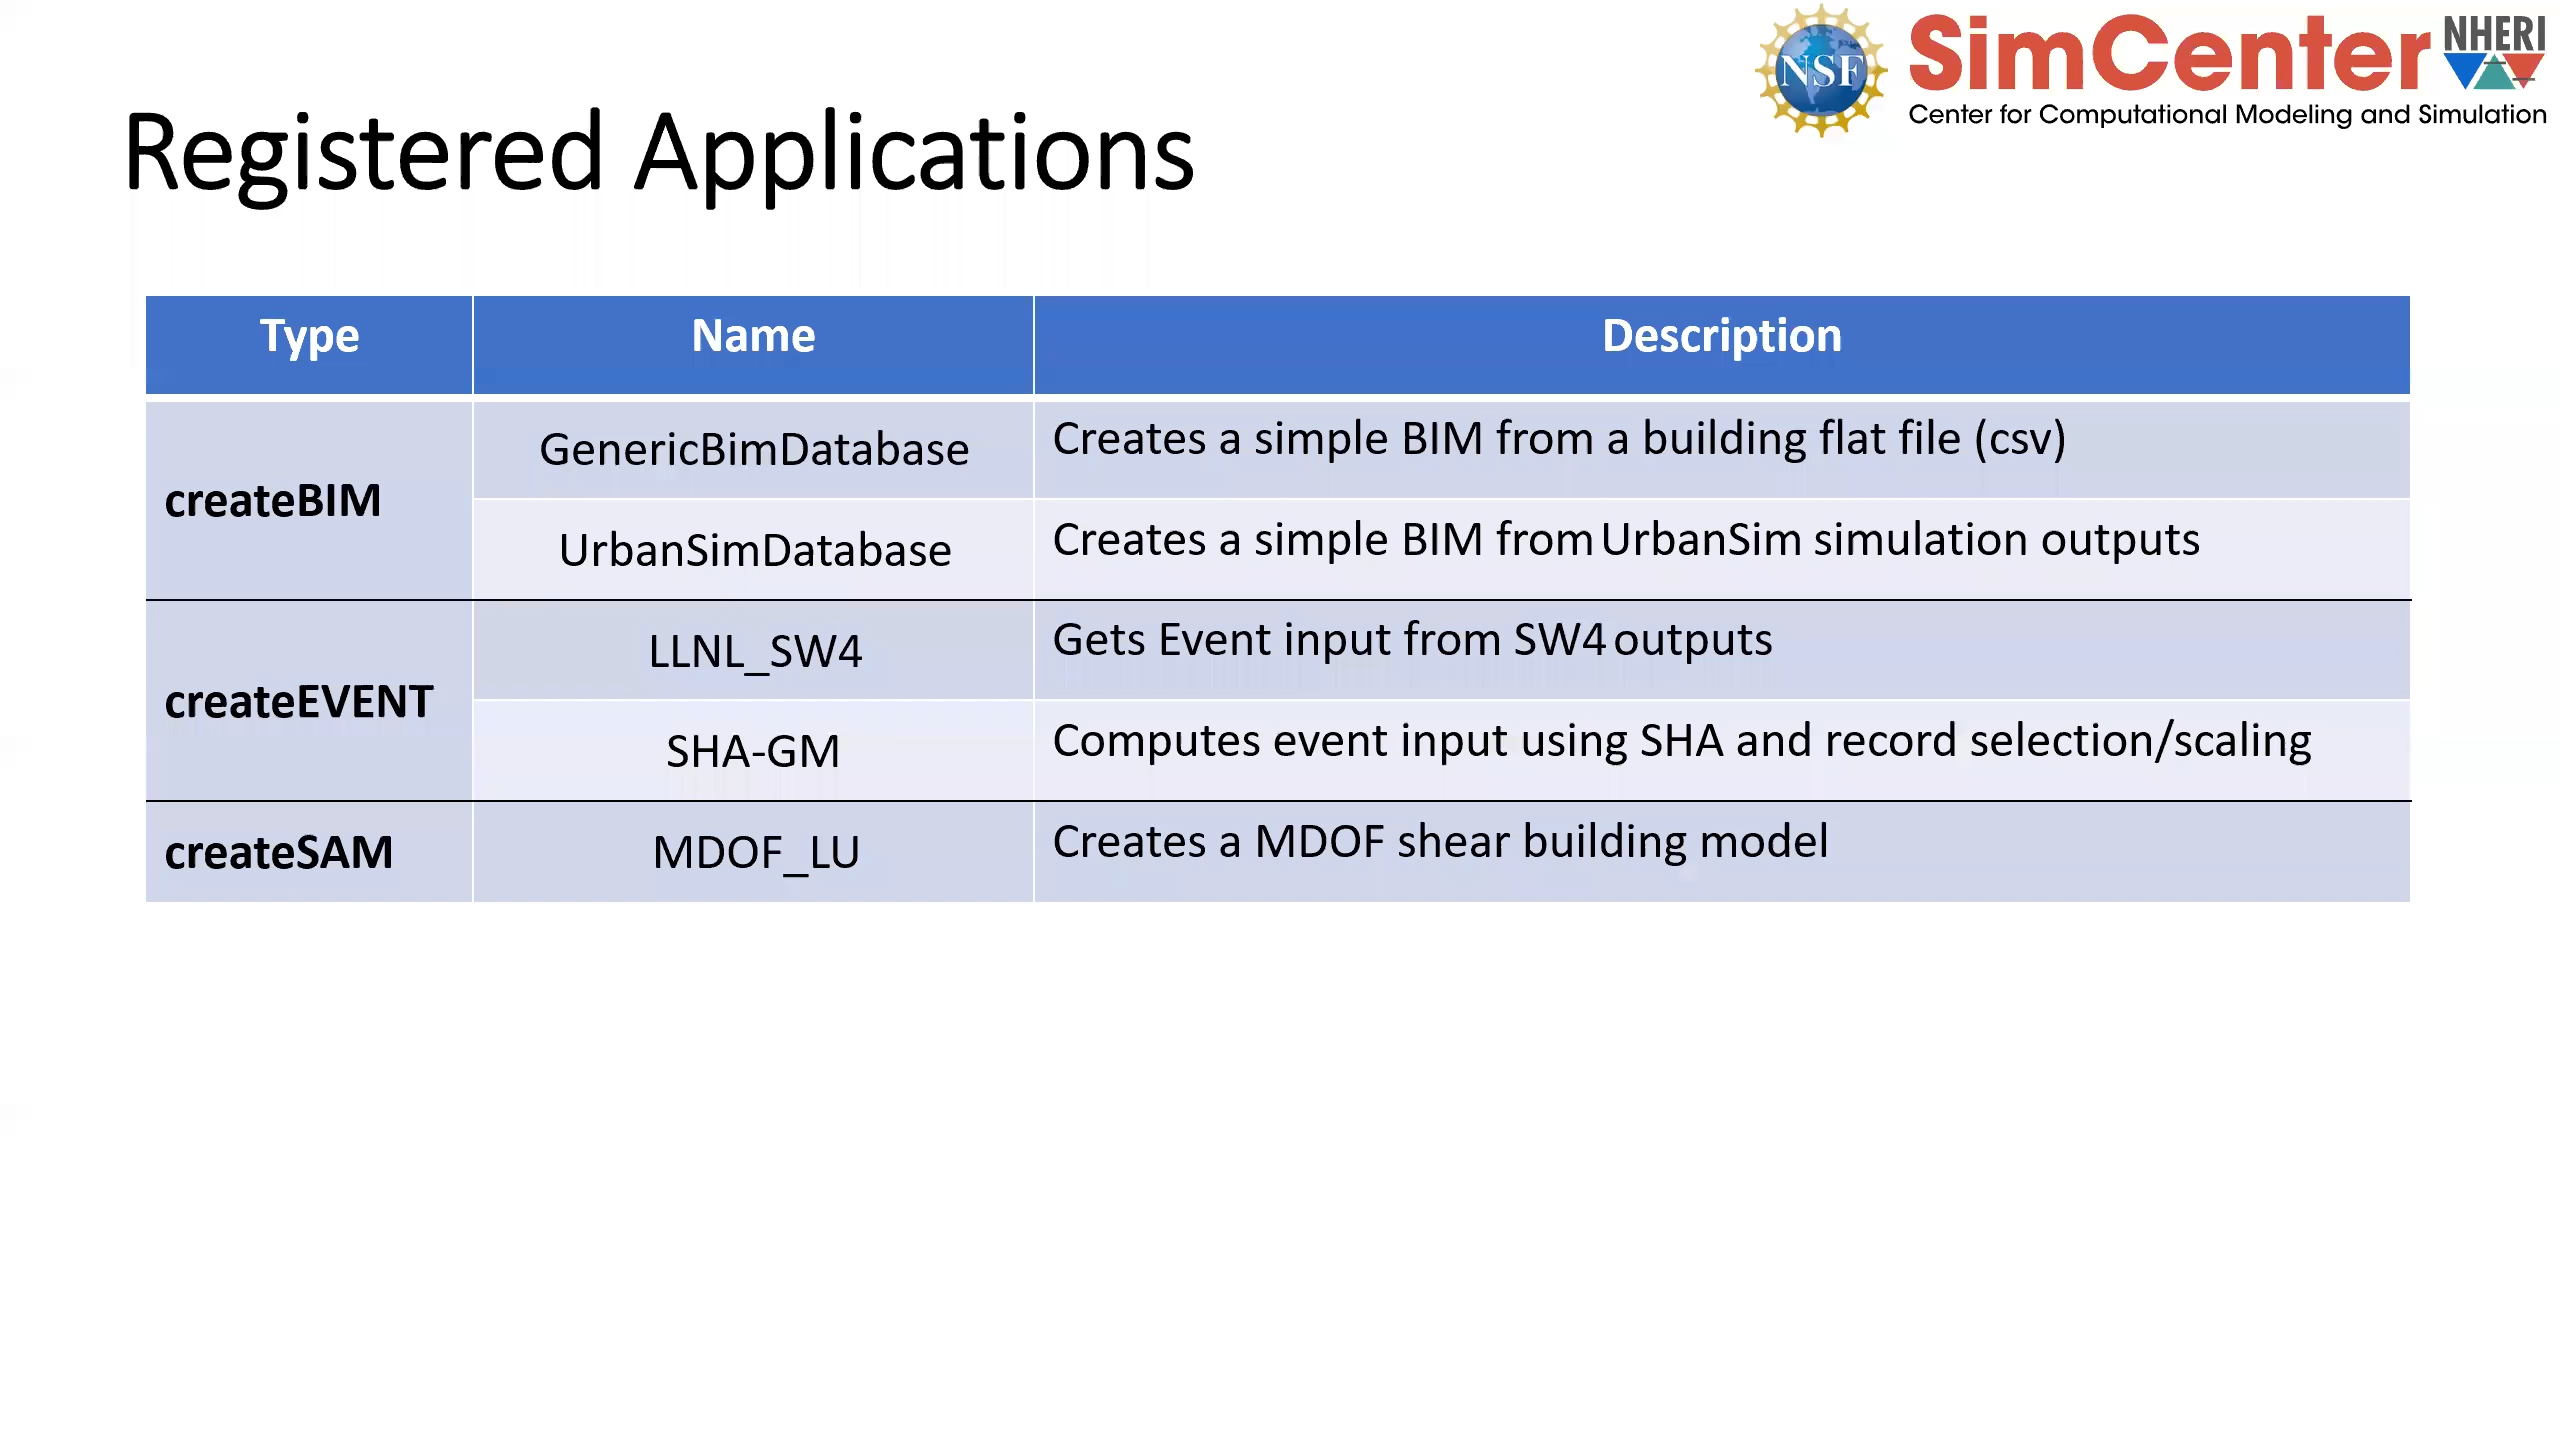 NSF
SimCenter
NHERI
Center for Computational Modeling and Simulation
Registered Applications
Type Name Description
createBIM
GenericBimDatabase Creates a simple BIM from a building flat file (csv)
UrbanSimDatabase Creates a simple BIM from UrbanSim simulation outputs
createEVENT
LLNL_SW4 Gets Event input from SW4 outputs
SHA-GM Computes event input using SHA and record selection/scaling
createSAM MDOF_LU Creates a MDOF shear building model